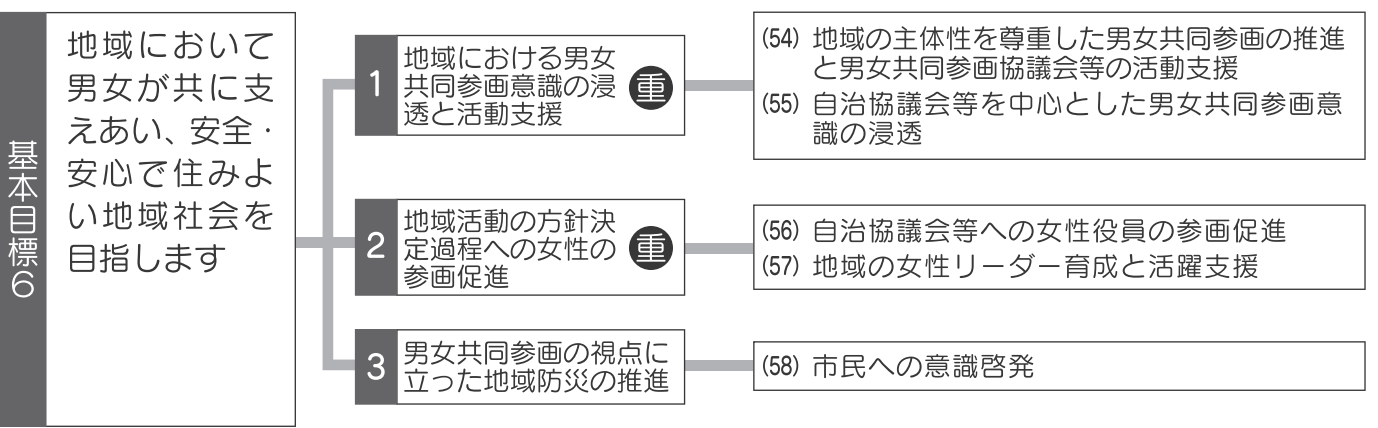 基本目標6
地域において
男女が共に支
えあい、安全・
安心で住みよ
い地域社会を
目指します
1
地域における男女
共同参画意識の浸
透と活動支援
重
(54) 地域の主体性を尊重した男女共同参画の推進
と男女共同参画協議会等の活動支援
(55) 自治協議会等を中心とした男女共同参画意
識の浸透
2
地域活動の方針決
定過程への女性の
参画促進
重
(56) 自治協議会等への女性役員の参画促進
(57) 地域の女性リーダー育成と活躍支援
3
男女共同参画の視点に
立った地域防災の推進
(58) 市民への意識啓発